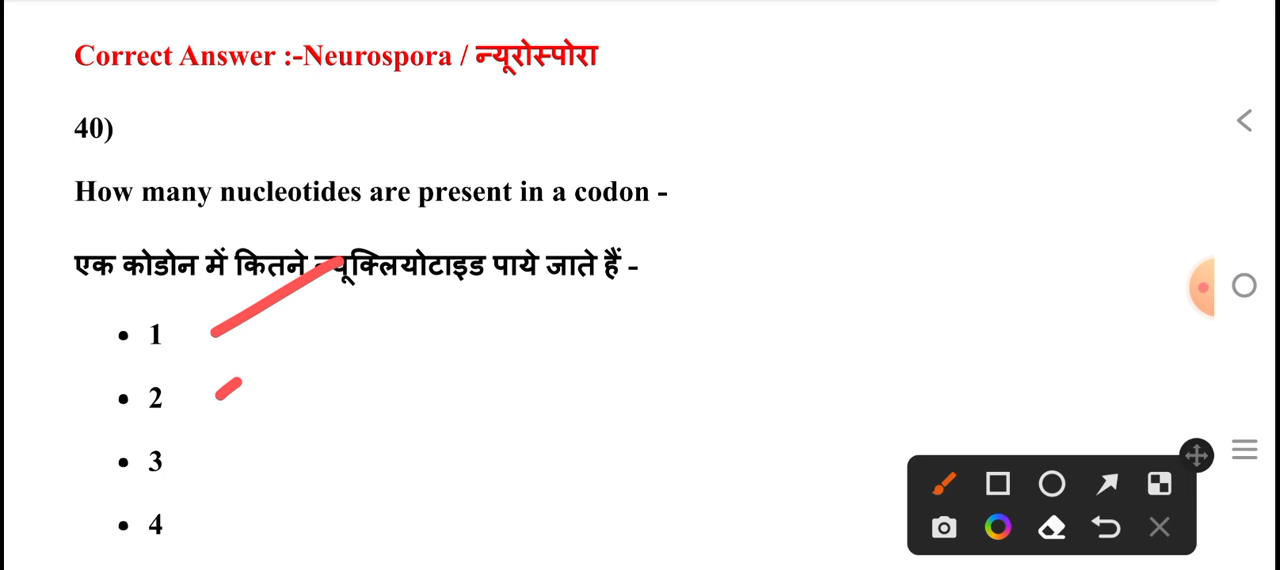 Correct Answer :-Neurospora / न्यूरोस्पोरा
40)
How many nucleotides are present in a codon -
एक कोडोन में कितने न्यूक्लियोटाइड पाये जाते हैं -
• 1
• 2
• 3
• 4